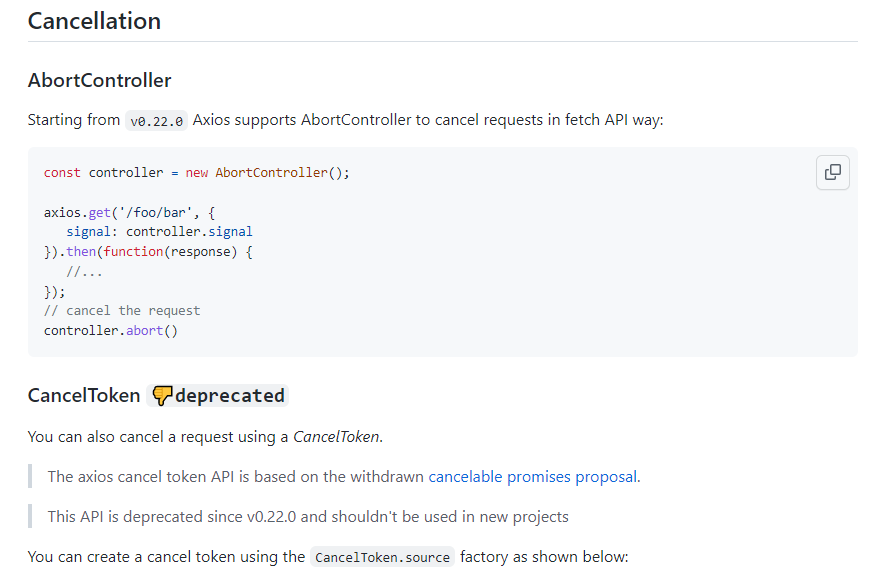 Cancellation
AbortController
Starting from v0.22.0 Axios supports AbortController to cancel requests in fetch API way:
const controller = new AbortController();
axios.get('/foo/bar', {
   signal: controller.signal
}).then(function(response) {
   //...
});
// cancel the request
controller.abort()
CancelToken 👎deprecated
You can also cancel a request using a CancelToken.
The axios cancel token API is based on the withdrawn cancelable promises proposal.
This API is deprecated since v0.22.0 and shouldn't be used in new projects
You can create a cancel token using the CancelToken.source factory as shown below: